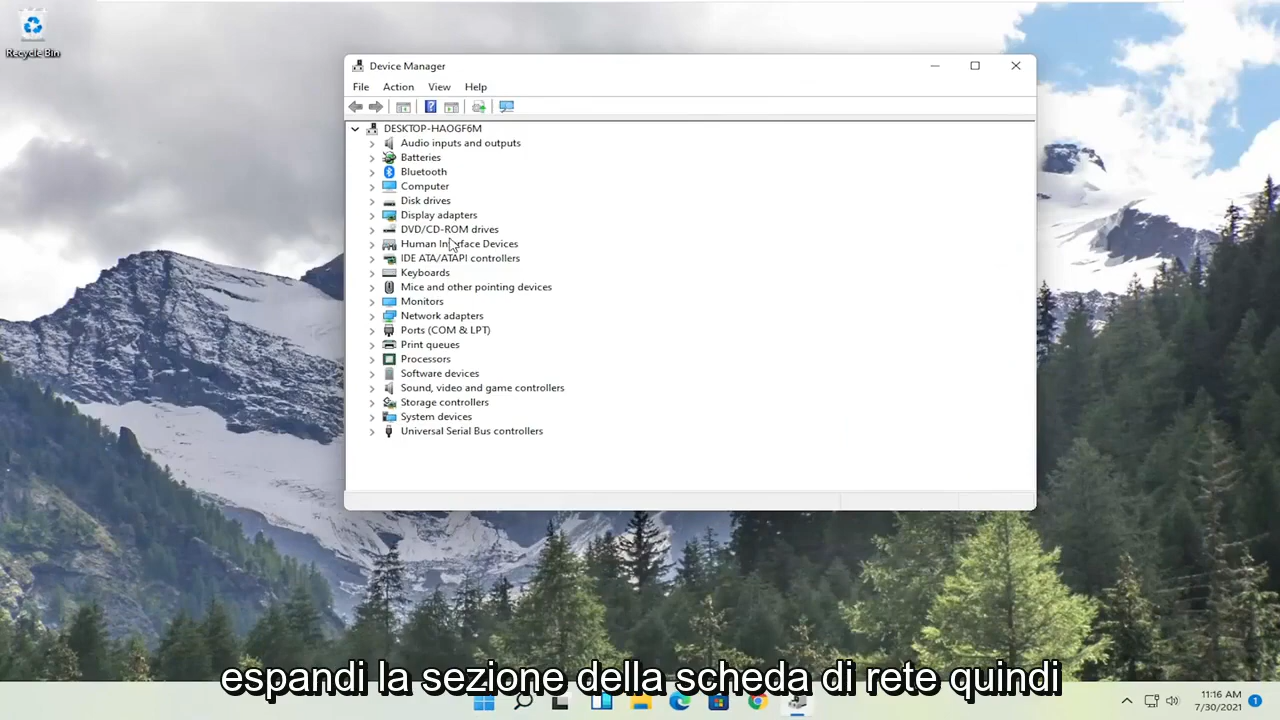 Recycle Bin
Device Manager
File Action View Help
DESKTOP-HAOGF6M
Audio inputs and outputs
Batteries
Bluetooth
Computer
Disk drives
Display adapters
DVD/CD-ROM drives
Human Interface Devices
IDE ATA/ATAPI controllers
Keyboards
Mice and other pointing devices
Monitors
Network adapters
Ports (COM & LPT)
Print queues
Processors
Software devices
Sound, video and game controllers
Storage controllers
System devices
Universal Serial Bus controllers
espandi la sezione della scheda di rete quindi
11:16 AM
7/30/2021
1